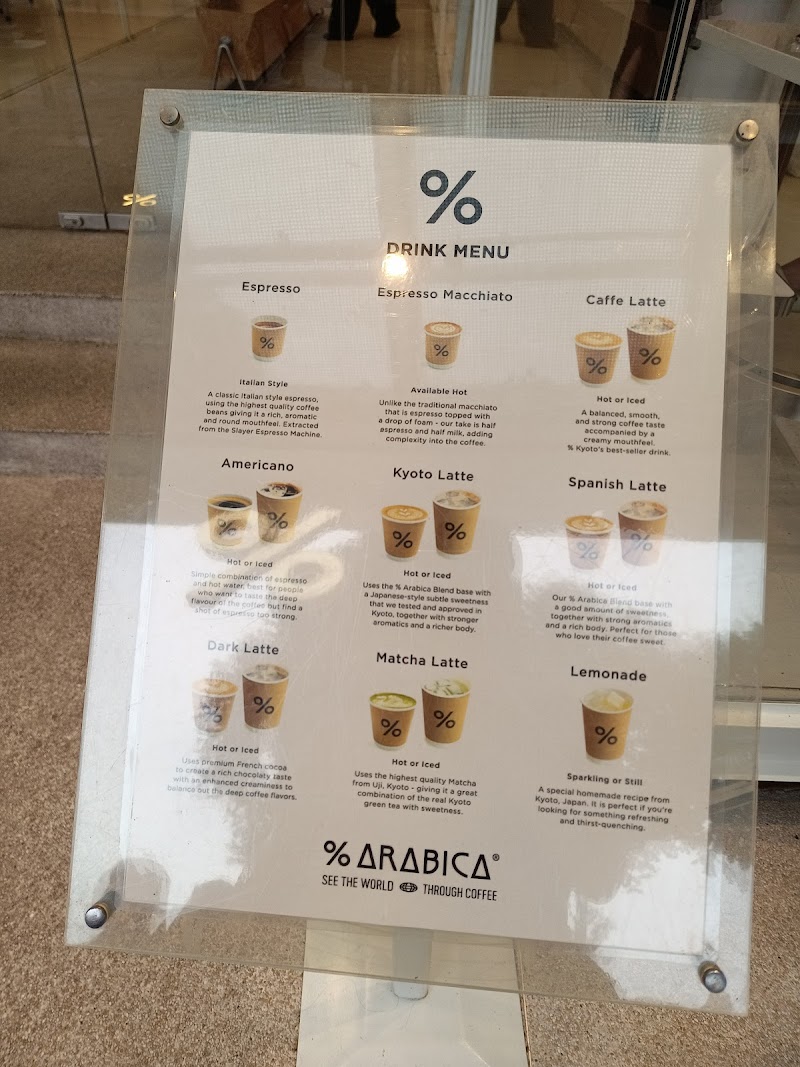 %
DRINK MENU
Espresso
Italian Style
A classic Italian style espresso,
using the highest quality coffee
beans giving it a rich, aromatic
and round mouthfeel. Extracted
from the Slayer Espresso Machine.
Espresso Macchiato
Available Hot
Unlike the traditional macchiato
that is espresso topped with
a drop of foam - our take is half
espresso and half milk, adding
complexity into the coffee.
Caffe Latte
Hot or Iced
A balanced, smooth,
and strong coffee taste
accompanied by a
creamy mouthfeel.
% Kyoto's best-seller drink.
Americano
Hot or Iced
Simple combination of espresso
and hot water, best for people
who want to taste the deep
flavour of the coffee but find a
shot of espresso too strong.
Kyoto Latte
Hot or Iced
Uses the % Arabica Blend base with
a Japanese-style subtle sweetness
that we tested and approved in
Kyoto, together with stronger
aromatics and a richer body.
Spanish Latte
Hot or Iced
Our % Arabica Blend base with
a good amount of sweetness,
together with strong aromatics
and a rich body. Perfect for those
who love their coffee sweet.
Dark Latte
Hot or Iced
Uses premium French cocoa
to create a rich chocolaty taste
with an enhanced creaminess to
balance out the deep coffee flavors.
Matcha Latte
Hot or Iced
Uses the highest quality Matcha
from Uji, Kyoto - giving it a great
combination of the real Kyoto
green tea with sweetness.
Lemonade
Sparkling or Still
A special homemade recipe from
Kyoto, Japan. It is perfect if you're
looking for something refreshing
and thirst-quenching.
% ARABICA®
SEE THE WORLD THROUGH COFFEE